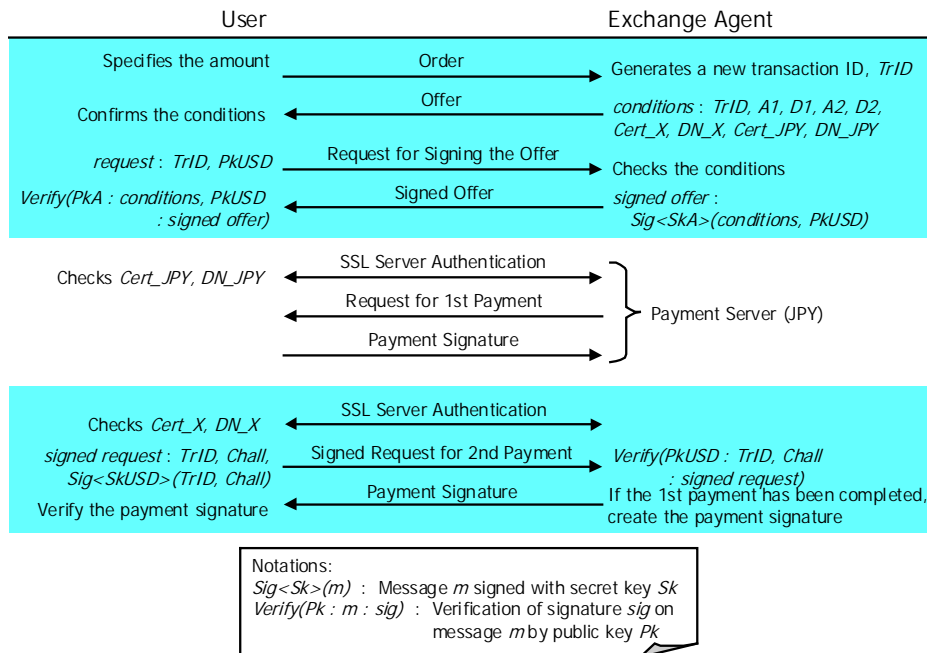 User Exchange Agent
Specifies the amount
Order
Generates a new transaction ID, TrID
Confirms the conditions
Offer
conditions : TrID, A1, D1, A2, D2,
Cert_X, DN_X, Cert_JPY, DN_JPY
request : TrID, PkUSD
Request for Signing the Offer
Checks the conditions
Verify(PkA : conditions, PkUSD
: signed offer)
Signed Offer
signed offer :
Sig<SkA>(conditions, PkUSD)
Checks Cert_JPY, DN_JPY
SSL Server Authentication
Request for 1st Payment
Payment Signature
Payment Server (JPY)
Checks Cert_X, DN_X
SSL Server Authentication
signed request : TrID, Chall,
Sig<SkUSD>(TrID, Chall)
Signed Request for 2nd Payment
Verify(PkUSD : TrID, Chall
: signed request)
Verify the payment signature
Payment Signature
If the 1st payment has been completed,
create the payment signature
Notations:
Sig<Sk>(m) : Message m signed with secret key Sk
Verify(Pk : m : sig) : Verification of signature sig on
message m by public key Pk